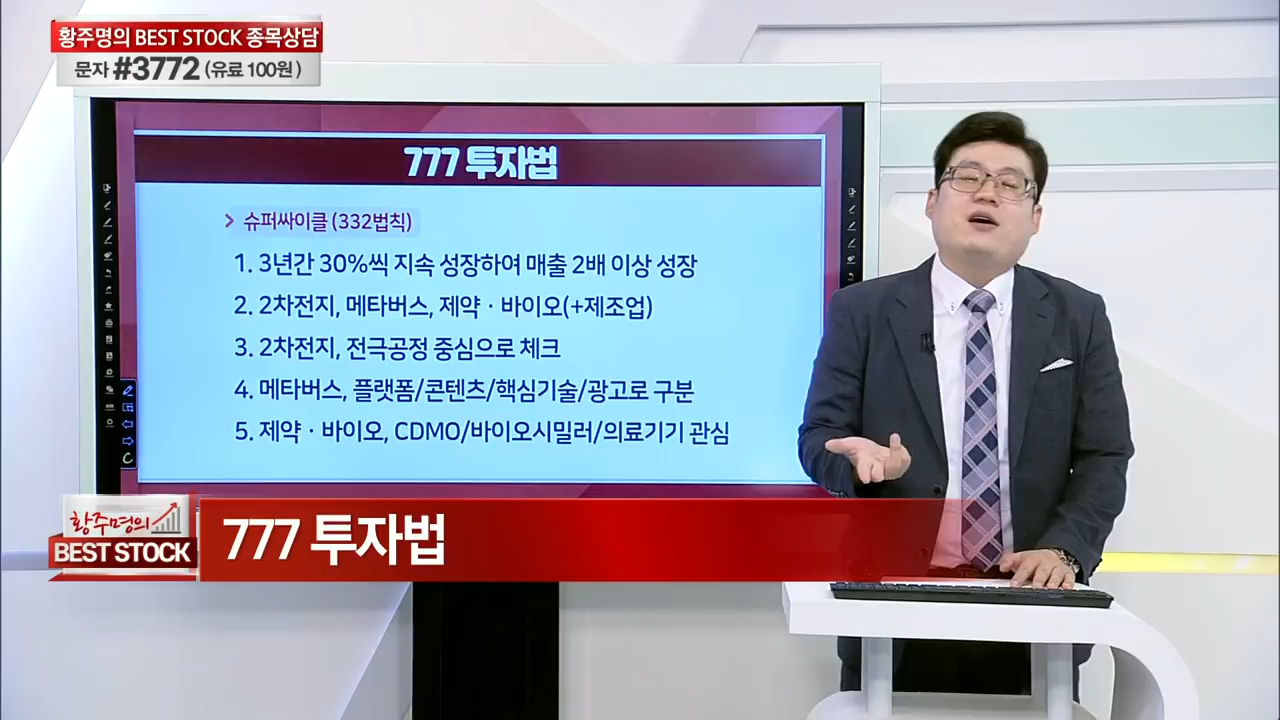 황주명의 BEST STOCK 종목상담
문자 #3772 (유료 100원)
777 투자법
슈퍼싸이클 (332법칙)
1. 3년간 30%씩 지속 성장하여 매출 2배 이상 성장
2. 2차전지, 메타버스, 제약 · 바이오(+제조업)
3. 2차전지, 전극공정 중심으로 체크
4. 메타버스, 플랫폼/콘텐츠/핵심기술/광고로 구분
5. 제약 · 바이오, CDMO/바이오시밀러/의료기기 관심
황주명의
BEST STOCK
777 투자법